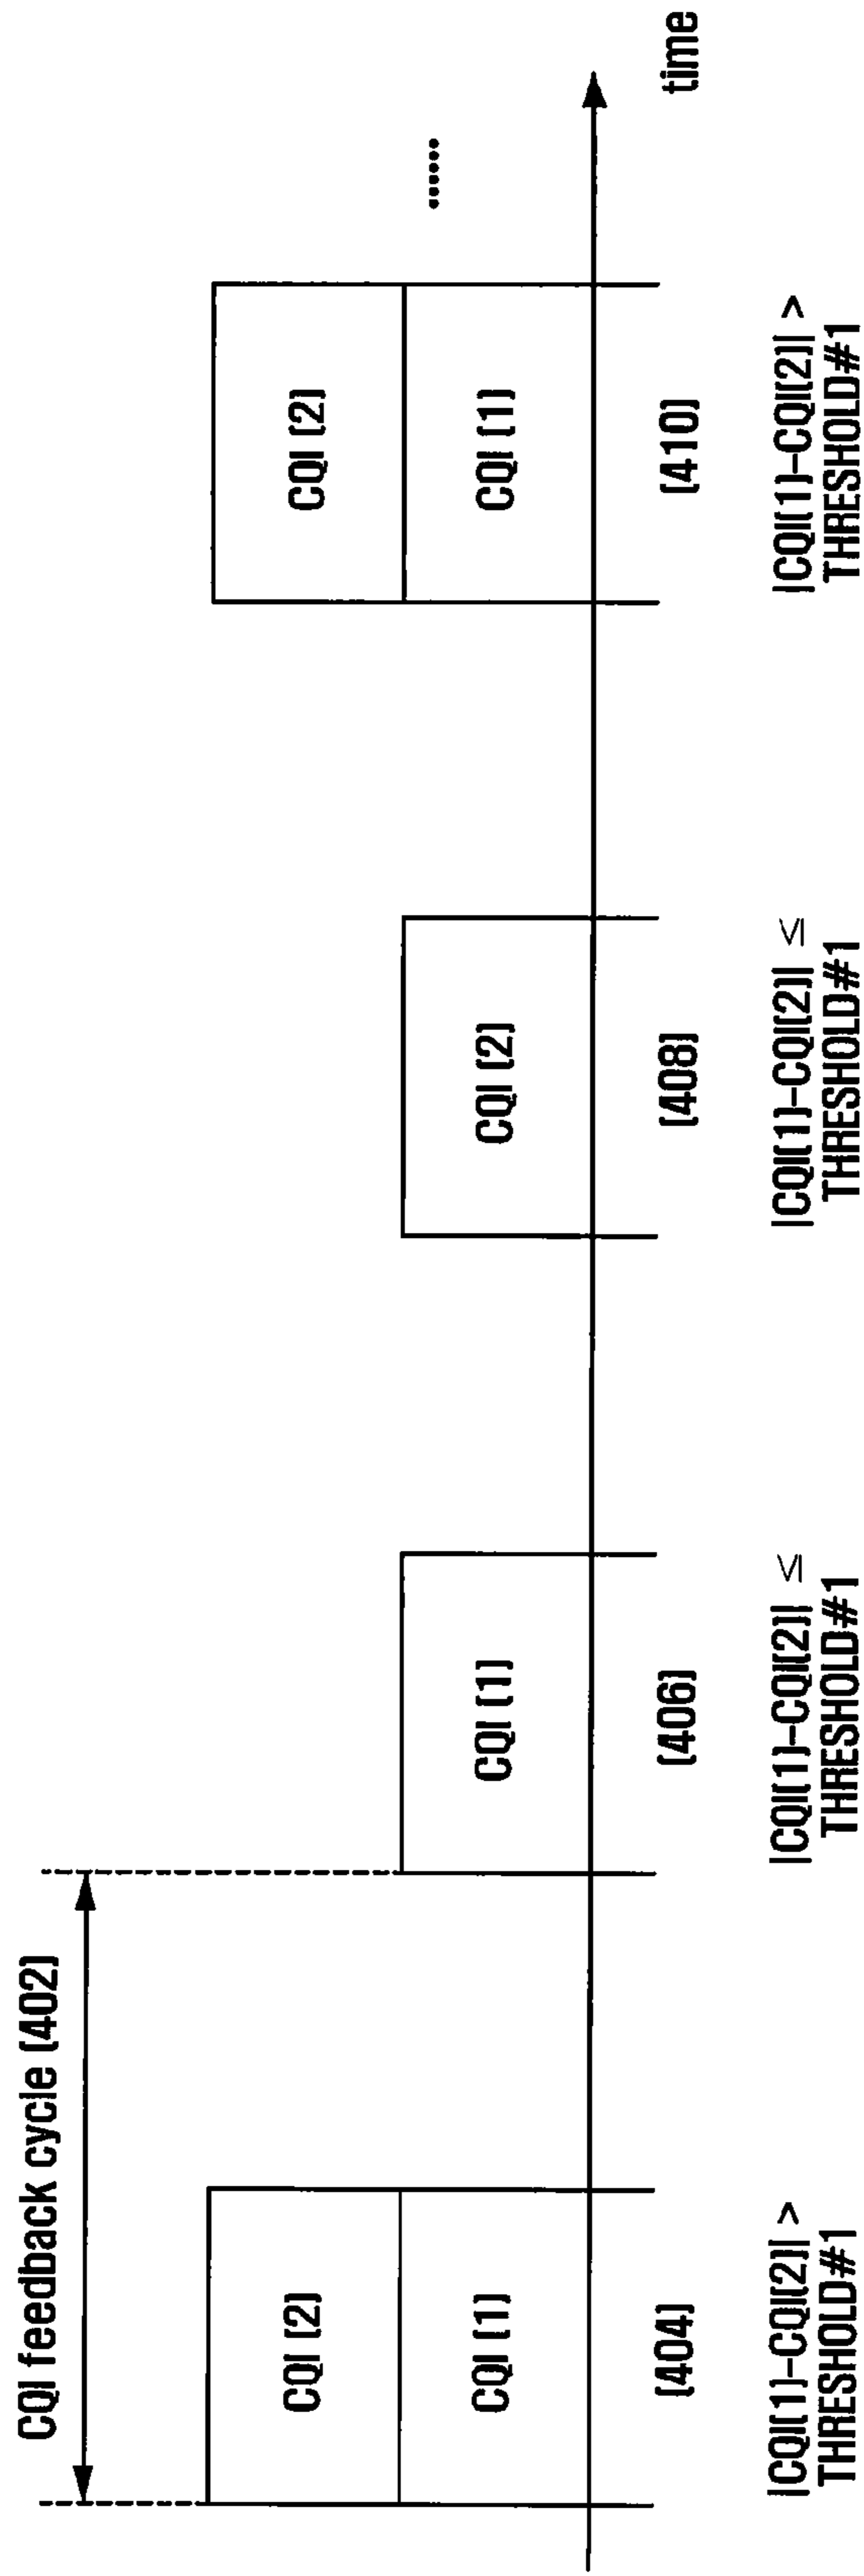 CQI feedback cycle (402)
CQI (2)
CQI (1)
(404)
|CQI(1)-CQI(2)| >
THRESHOLD#1
CQI (1)
(406)
|CQI(1)-CQI(2)| ≤
THRESHOLD#1
CQI (2)
(408)
|CQI(1)-CQI(2)| ≤
THRESHOLD#1
CQI (2)
CQI (1)
(410)
|CQI(1)-CQI(2)| >
THRESHOLD#1
......
time